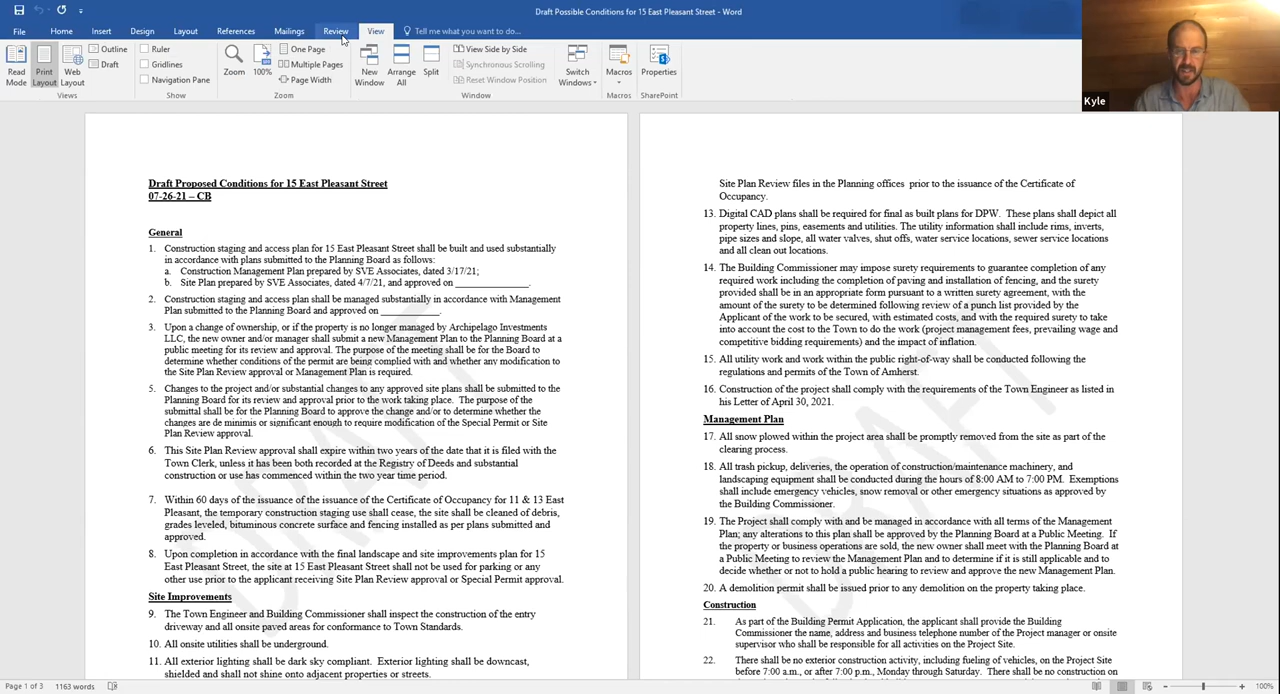 Draft Possible Conditions for 15 East Pleasant Street - Word
File Home Insert Design Layout References Mailings Review View Tell me what you want to do...
Read Mode
Print Layout
Web Layout
Outline
Draft
Views
Ruler
Gridlines
Navigation Pane
Show
Zoom
100%
One Page
Multiple Pages
Page Width
Zoom
New Window
Arrange All
Split
View Side by Side
Synchronous Scrolling
Reset Window Position
Window
Switch Windows
Macros
Macros
Properties
SharePoint
Kyle
Draft Proposed Conditions for 15 East Pleasant Street
07-26-21 – CB
General
1. Construction staging and access plan for 15 East Pleasant Street shall be built and used substantially
in accordance with plans submitted to the Planning Board as follows:
a. Construction Management Plan prepared by SVE Associates, dated 3/17/21;
b. Site Plan prepared by SVE Associates, dated 4/7/21, and approved on ______________.
2. Construction staging and access plan shall be managed substantially in accordance with Management
Plan submitted to the Planning Board and approved on ___________.
3. Upon a change of ownership, or if the property is no longer managed by Archipelago Investments
LLC, the new owner and/or manager shall submit a new Management Plan to the Planning Board at a
public meeting for its review and approval. The purpose of the meeting shall be for the Board to
determine whether conditions of the permit are being complied with and whether any modification to
the Site Plan Review approval or Management Plan is required.
5. Changes to the project and/or substantial changes to any approved site plans shall be submitted to the
Planning Board for its review and approval prior to the work taking place. The purpose of the
submittal shall be for the Planning Board to approve the change and/or to determine whether the
changes are de minimis or significant enough to require modification of the Special Permit or Site
Plan Review approval.
6. This Site Plan Review approval shall expire within two years of the date that it is filed with the
Town Clerk, unless it has been both recorded at the Registry of Deeds and substantial
construction or use has commenced within the two year time period.
7. Within 60 days of the issuance of the issuance of the Certificate of Occupancy for 11 & 13 East
Pleasant, the temporary construction staging use shall cease, the site shall be cleaned of debris,
grades leveled, bituminous concrete surface and fencing installed as per plans submitted and
approved.
8. Upon completion in accordance with the final landscape and site improvements plan for 15
East Pleasant Street, the site at 15 East Pleasant Street shall not be used for parking or any
other use prior to the applicant receiving Site Plan Review approval or Special Permit approval.
Site Improvements
9. The Town Engineer and Building Commissioner shall inspect the construction of the entry
driveway and all onsite paved areas for conformance to Town Standards.
10. All onsite utilities shall be underground.
11. All exterior lighting shall be dark sky compliant. Exterior lighting shall be downcast,
shielded and shall not shine onto adjacent properties or streets.
DRAFT
Site Plan Review files in the Planning offices prior to the issuance of the Certificate of
Occupancy.
13. Digital CAD plans shall be required for final as built plans for DPW. These plans shall depict all
property lines, pins, easements and utilities. The utility information shall include rims, inverts,
pipe sizes and slope, all water valves, shut offs, water service locations, sewer service locations
and all clean out locations.
14. The Building Commissioner may impose surety requirements to guarantee completion of any
required work including the completion of paving and installation of fencing, and the surety
provided shall be in an appropriate form pursuant to a written surety agreement, with the
amount of the surety to be determined following review of a punch list provided by the
Applicant of the work to be secured, with estimated costs, and with the required surety to take
into account the cost to the Town to do the work (project management fees, prevailing wage and
competitive bidding requirements) and the impact of inflation.
15. All utility work and work within the public right-of-way shall be conducted following the
regulations and permits of the Town of Amherst.
16. Construction of the project shall comply with the requirements of the Town Engineer as listed in
his Letter of April 30, 2021.
Management Plan
17. All snow plowed within the project area shall be promptly removed from the site as part of the
clearing process.
18. All trash pickup, deliveries, the operation of construction/maintenance machinery, and
landscaping equipment shall be conducted during the hours of 8:00 AM to 7:00 PM. Exemptions
shall include emergency vehicles, snow removal or other emergency situations as approved by
the Building Commissioner.
19. The Project shall comply with and be managed in accordance with all terms of the Management
Plan; any alterations to this plan shall be approved by the Planning Board at a Public Meeting. If
the property or business operations are sold, the new owner shall meet with the Planning Board at
a Public Meeting to review the Management Plan and to determine if it is still applicable and to
decide whether or not to hold a public hearing to review and approve the new Management Plan.
20. A demolition permit shall be issued prior to any demolition on the property taking place.
Construction
21. As part of the Building Permit Application, the applicant shall provide the Building
Commissioner the name, address and business telephone number of the Project manager or onsite
supervisor who shall be responsible for all activities on the Project Site.
22. There shall be no exterior construction activity, including fueling of vehicles, on the Project Site
before 7:00 a.m., or after 7:00 p.m., Monday through Saturday. There shall be no construction on
DRAFT
Page 1 of 3 1163 words 100%